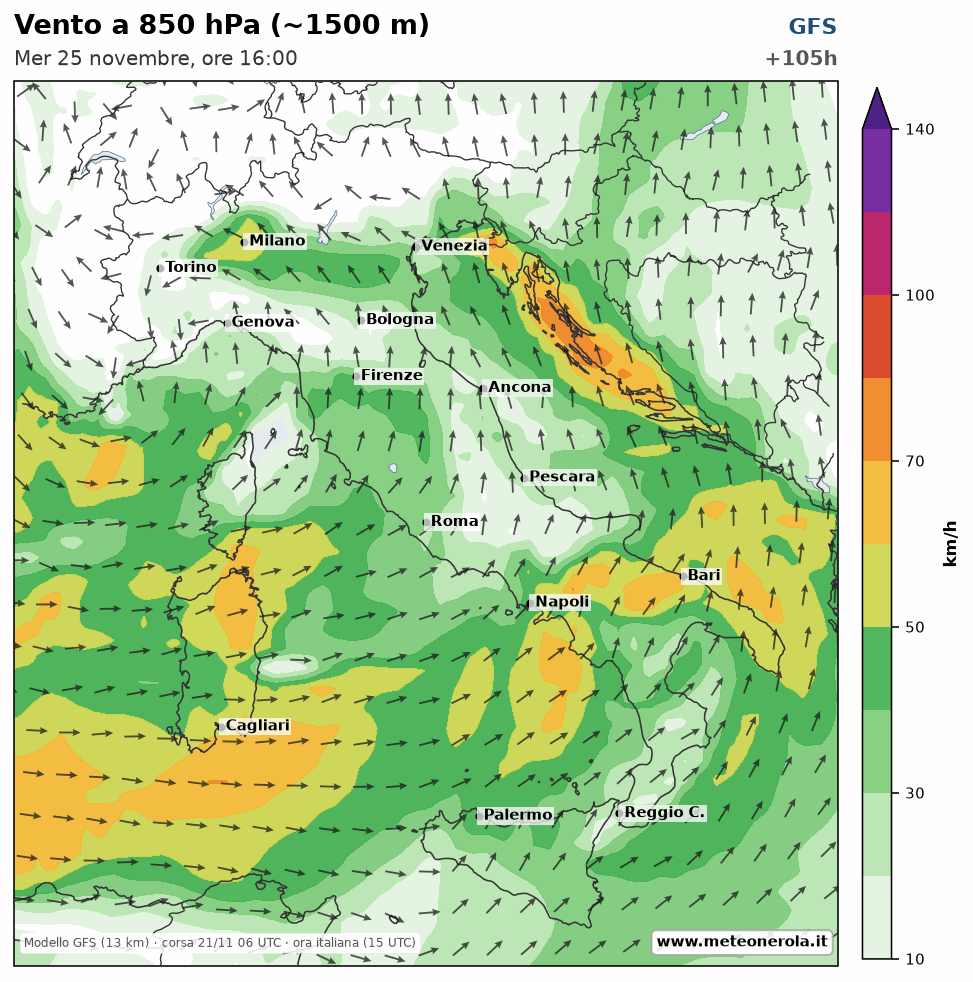 Vento a 850 hPa (~1500 m)
GFS
Mer 25 novembre, ore 16:00
+105h
140
100
70
50
30
10
km/h
Milano
Venezia
Torino
Genova
Bologna
Firenze
Ancona
Pescara
Roma
Bari
Napoli
Cagliari
Palermo
Reggio C.
Modello GFS (13 km) · corsa 21/11 06 UTC · ora italiana (15 UTC)
www.meteonerola.it